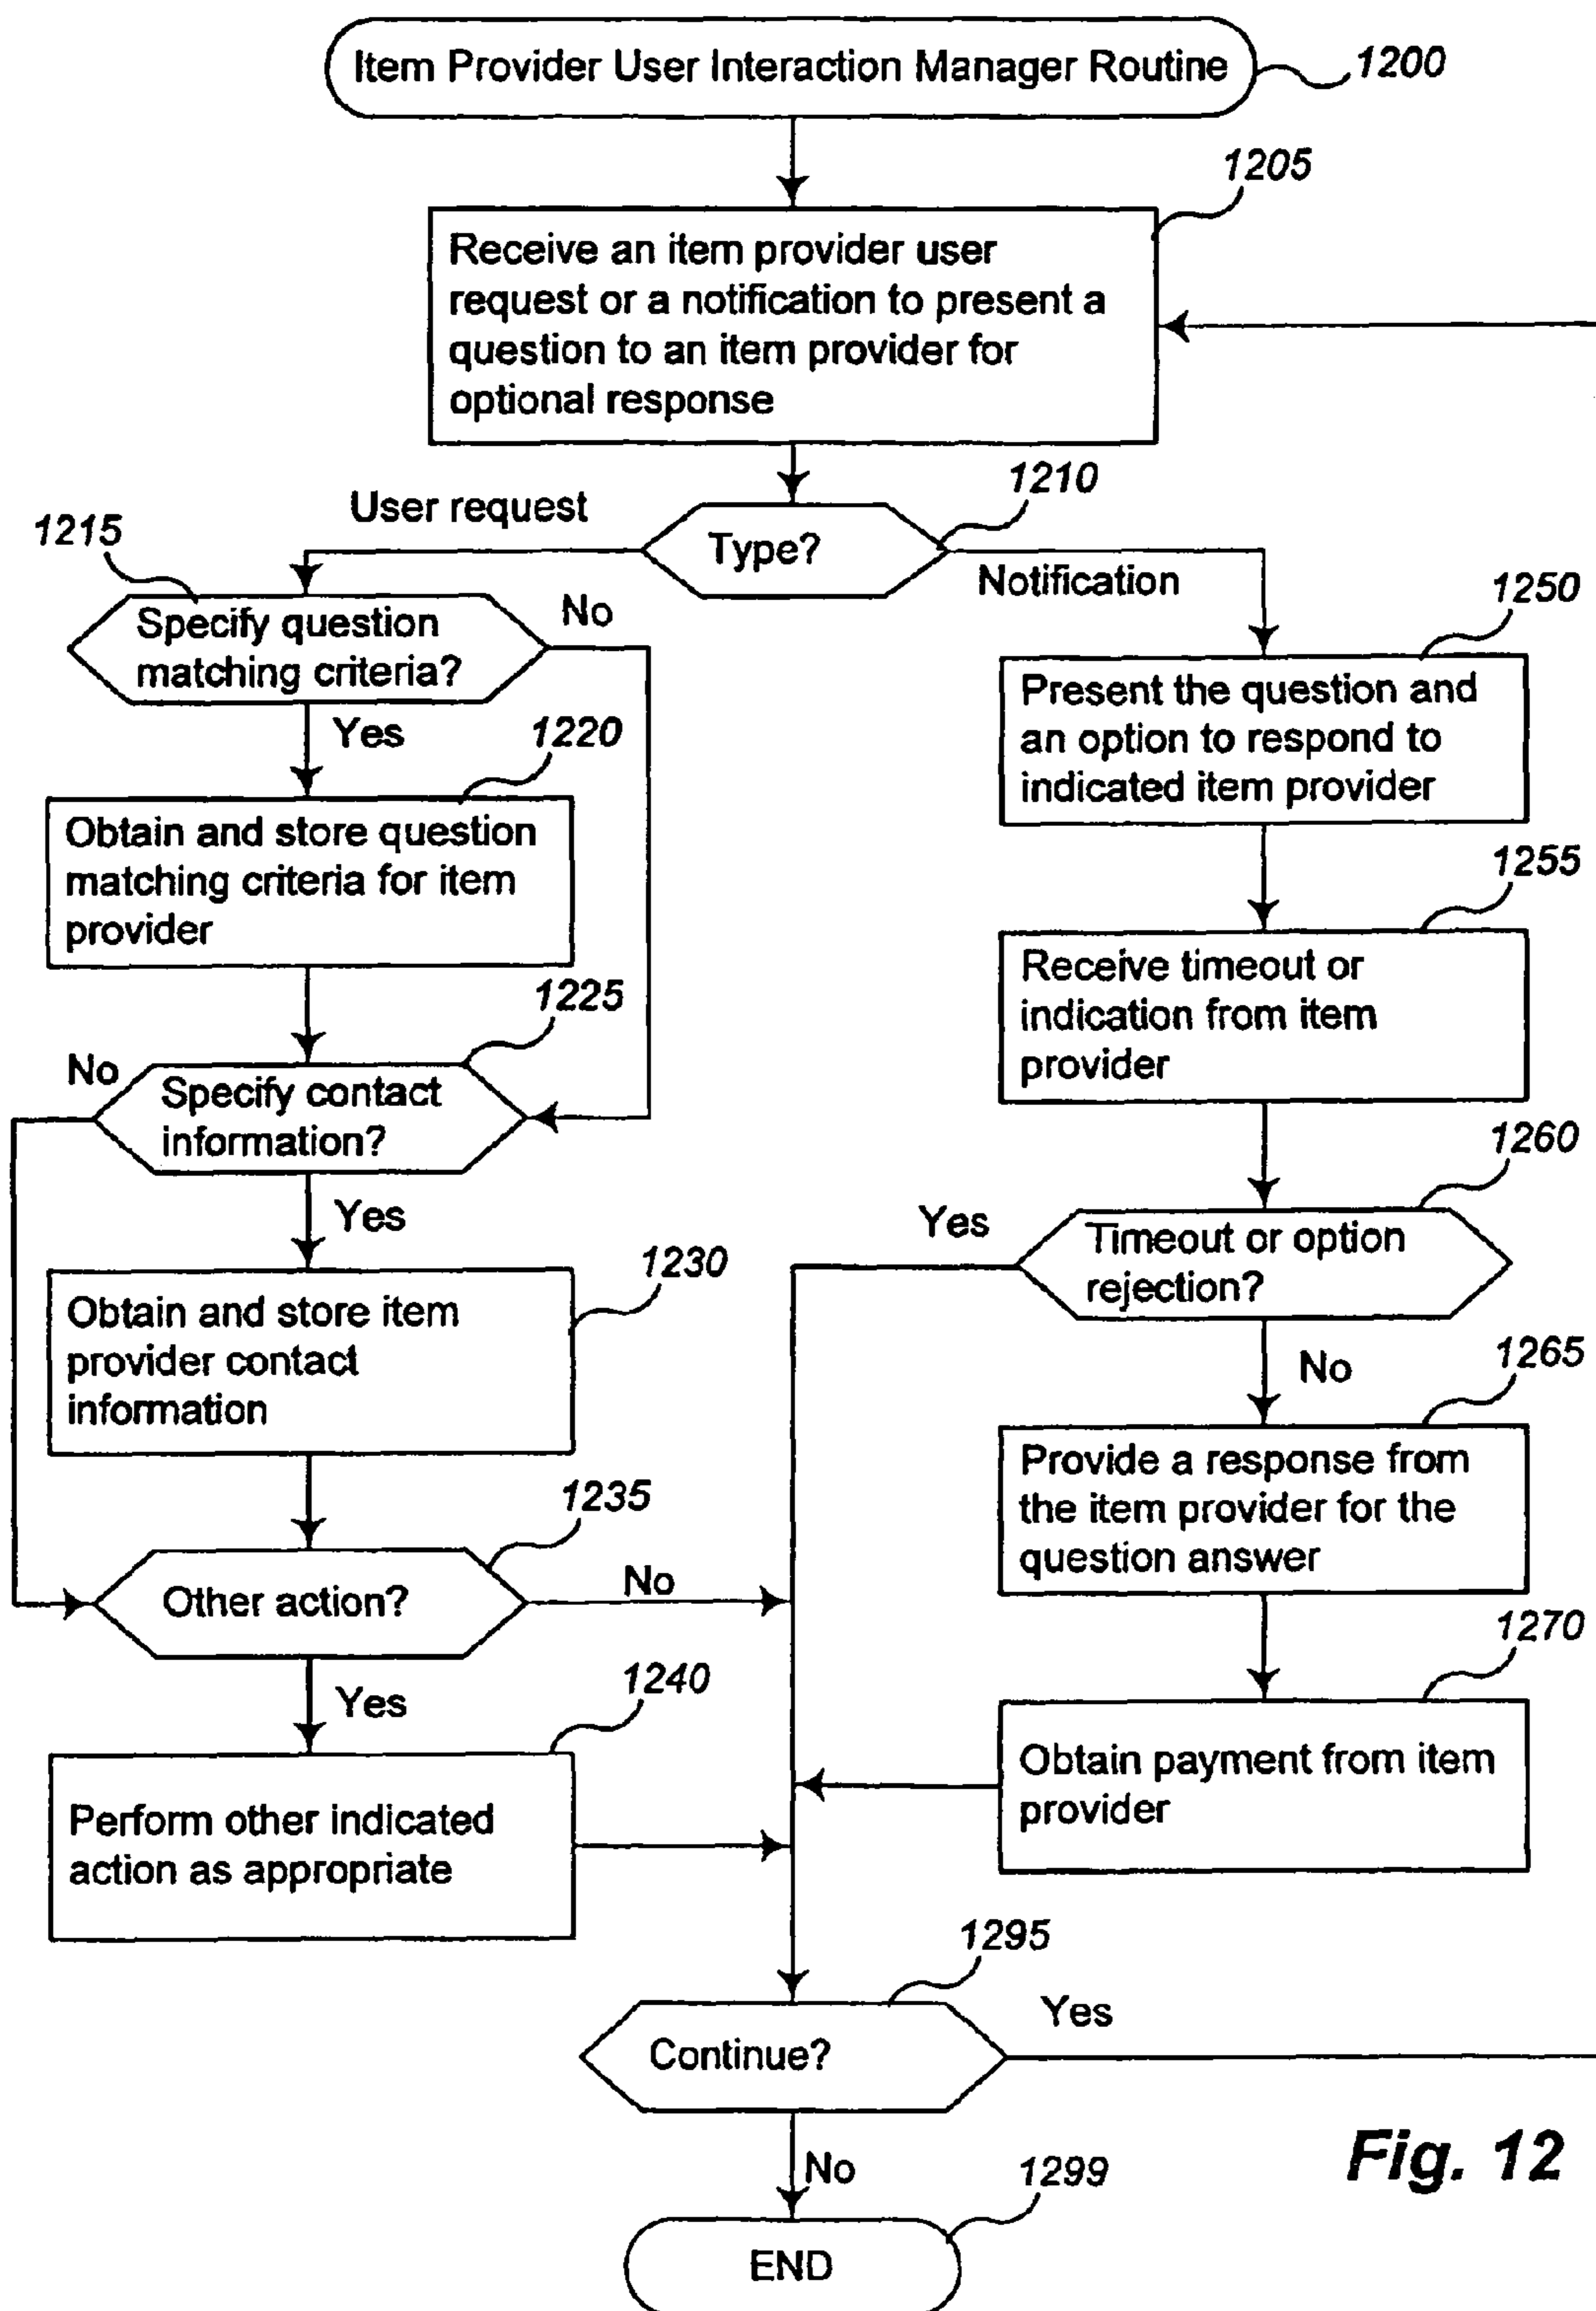 Item Provider User Interaction Manager Routine
1200
1205
Receive an item provider user
request or a notification to present a
question to an item provider for
optional response
1210
Type?
User request
Notification
1215
Specify question
matching criteria?
No
Yes
1220
Obtain and store question
matching criteria for item
provider
1225
No
Specify contact
information?
Yes
1230
Obtain and store item
provider contact
information
1235
Other action?
No
Yes
1240
Perform other indicated
action as appropriate
1250
Present the question and
an option to respond to
indicated item provider
1255
Receive timeout or
indication from item
provider
1260
Yes
Timeout or option
rejection?
No
1265
Provide a response from
the item provider for the
question answer
1270
Obtain payment from item
provider
1295
Continue?
Yes
No
1299
END
Fig. 12